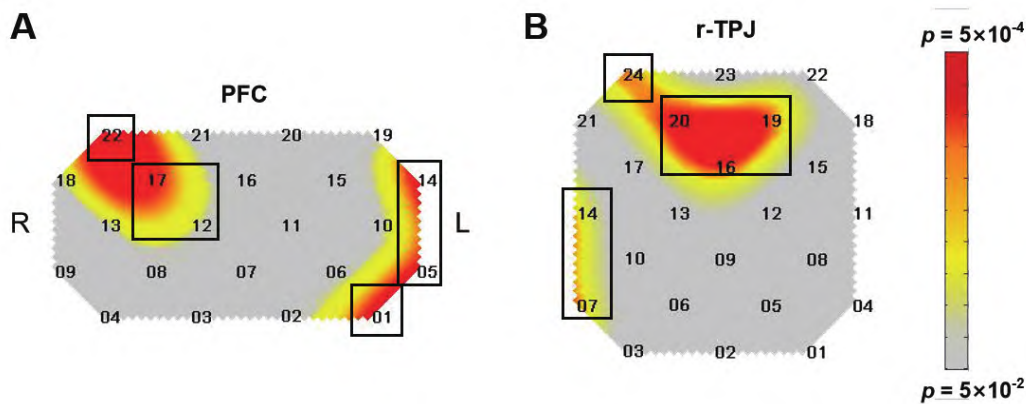 A
PFC
22 21 20 19
18 17 16 15 14
R 13 12 11 10 L
09 08 07 06 05
04 03 02 01
B
r-TPJ
24 23 22
21 20 19 18
17 16 15
14 13 12 11
10 09 08
07 06 05 04
03 02 01
p = 5×10-4
p = 5×10-2